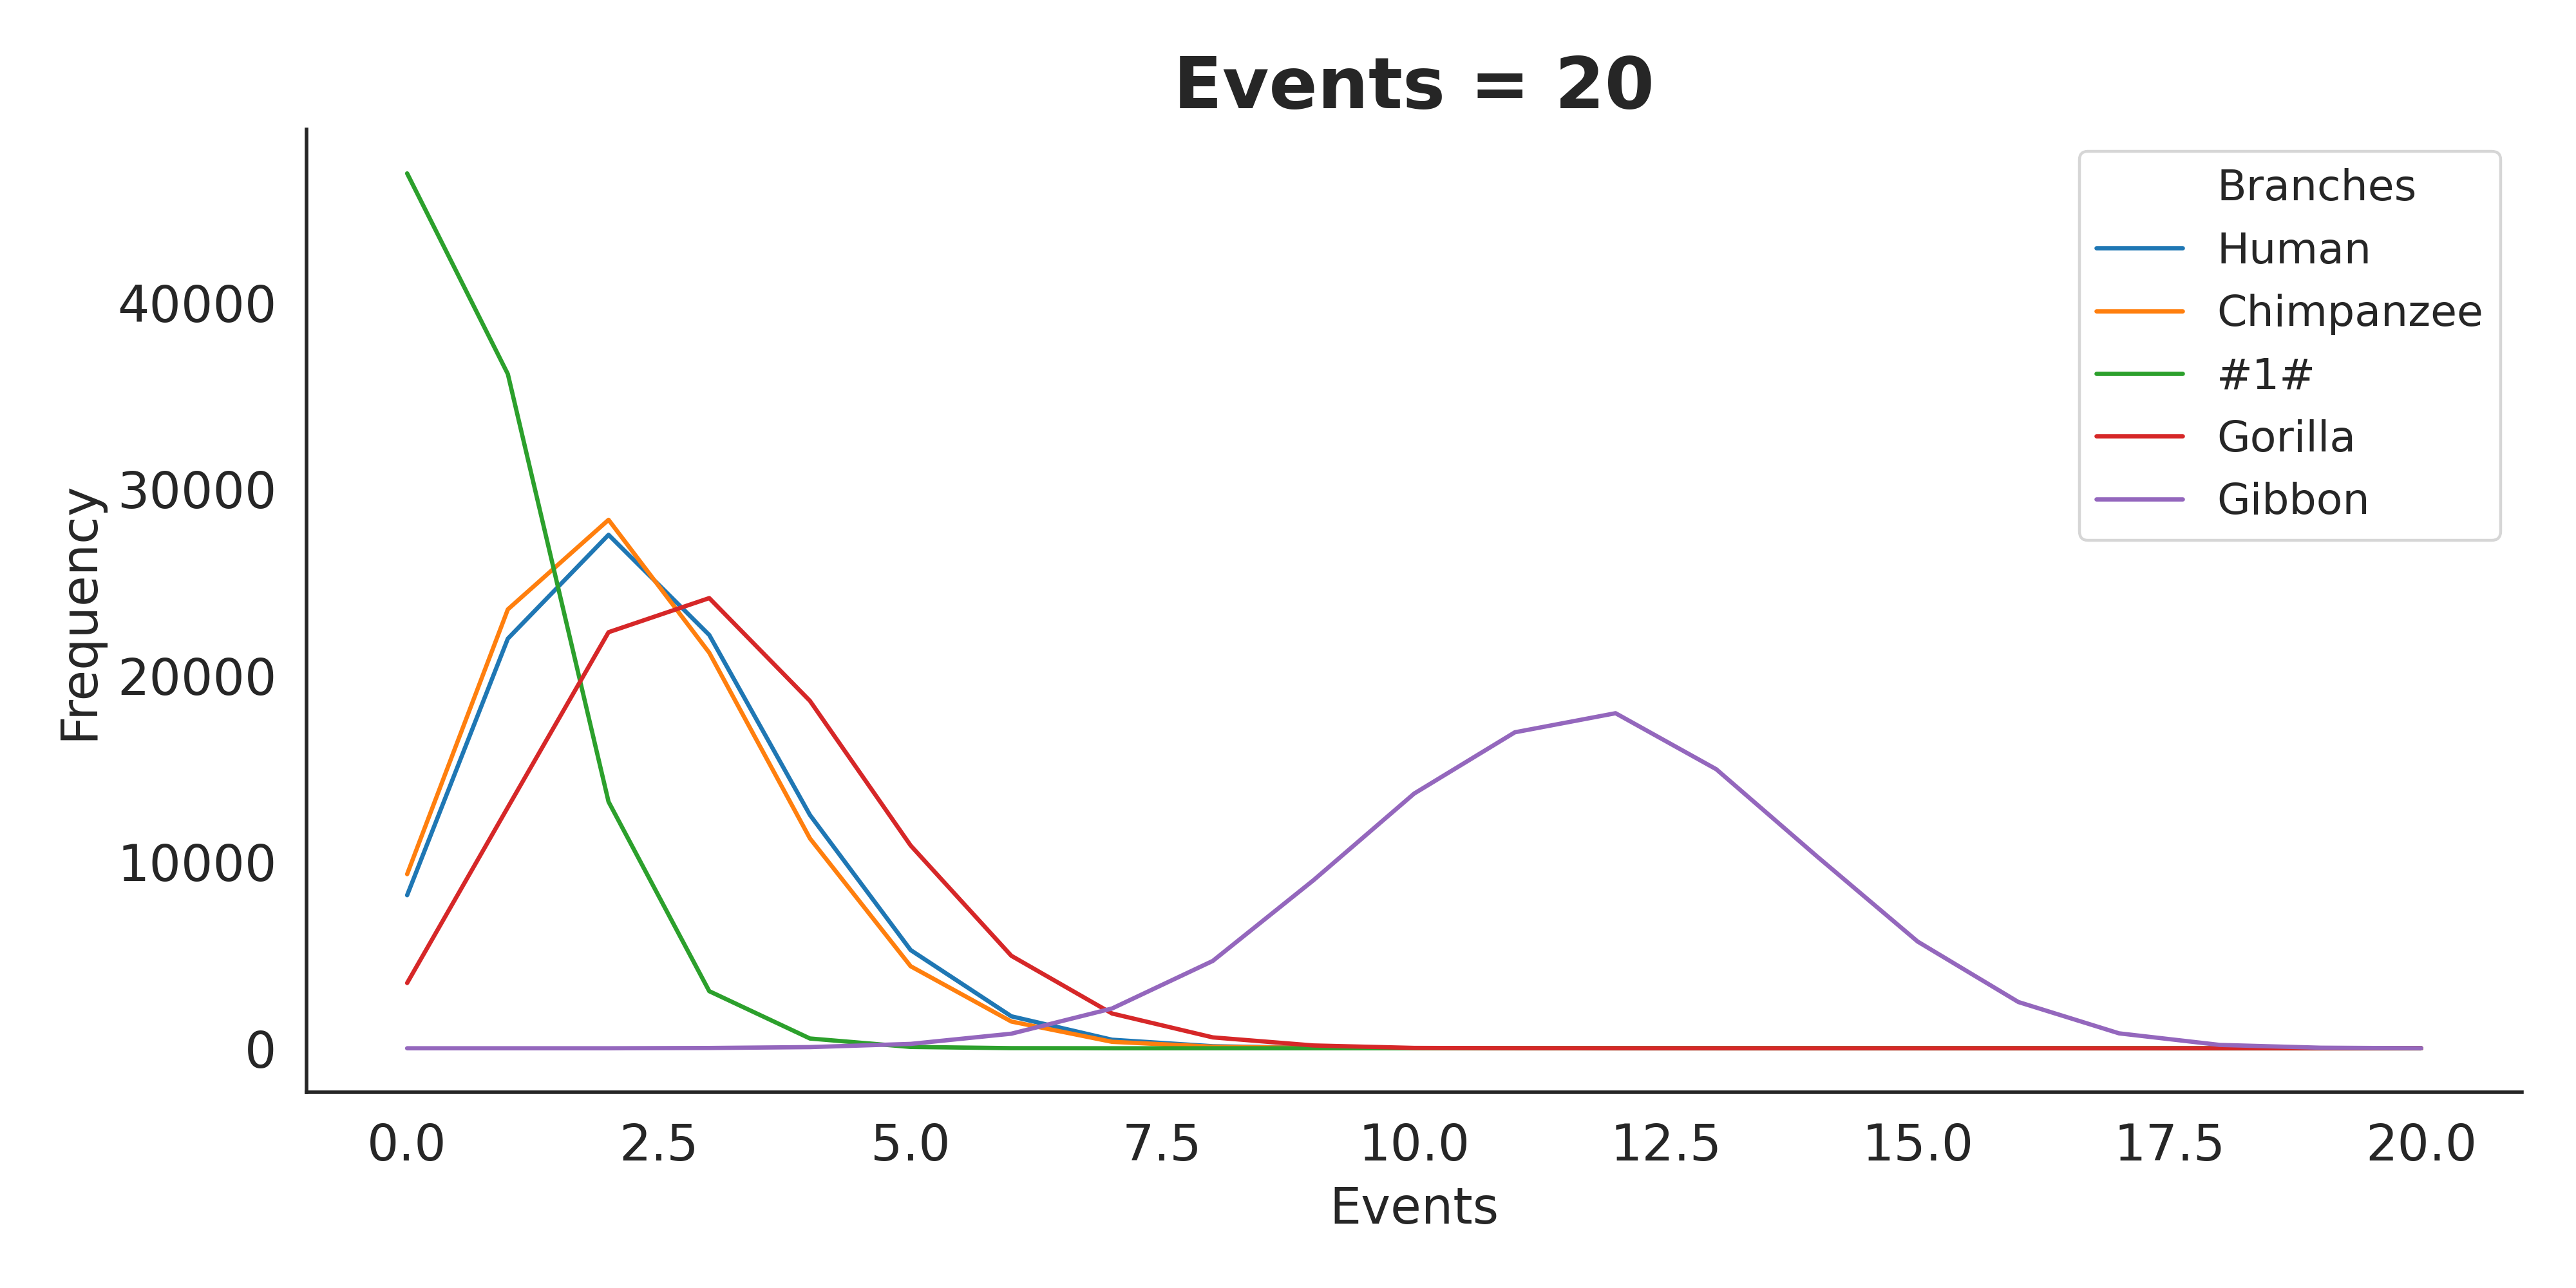 Events = 20
Branches
Human
Chimpanzee
#1#
Gorilla
Gibbon
Frequency
40000
30000
20000
10000
0
0.0 2.5 5.0 7.5 10.0 12.5 15.0 17.5 20.0
Events